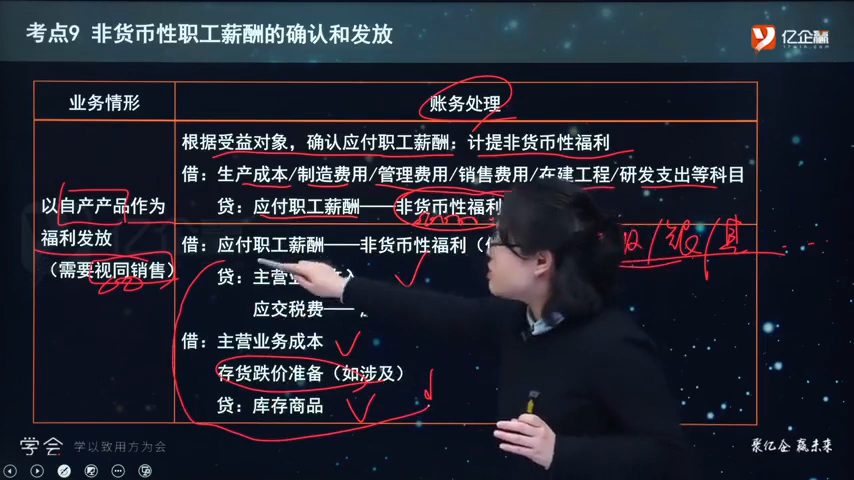 考点9 非货币性职工薪酬的确认和发放
亿企赢
17win.com
业务情形
账务处理
以自产产品作为
福利发放
（需要视同销售）
根据受益对象，确认应付职工薪酬：计提非货币性福利
借：生产成本/制造费用/管理费用/销售费用/在建工程/研发支出等科目
贷：应付职工薪酬——非货币性福利
借：应付职工薪酬——非货币性福利（
贷：主营业
应交税费——
借：主营业务成本
存货跌价准备（如涉及）
贷：库存商品
学会 学以致用方为会
聚亿企 赢未来